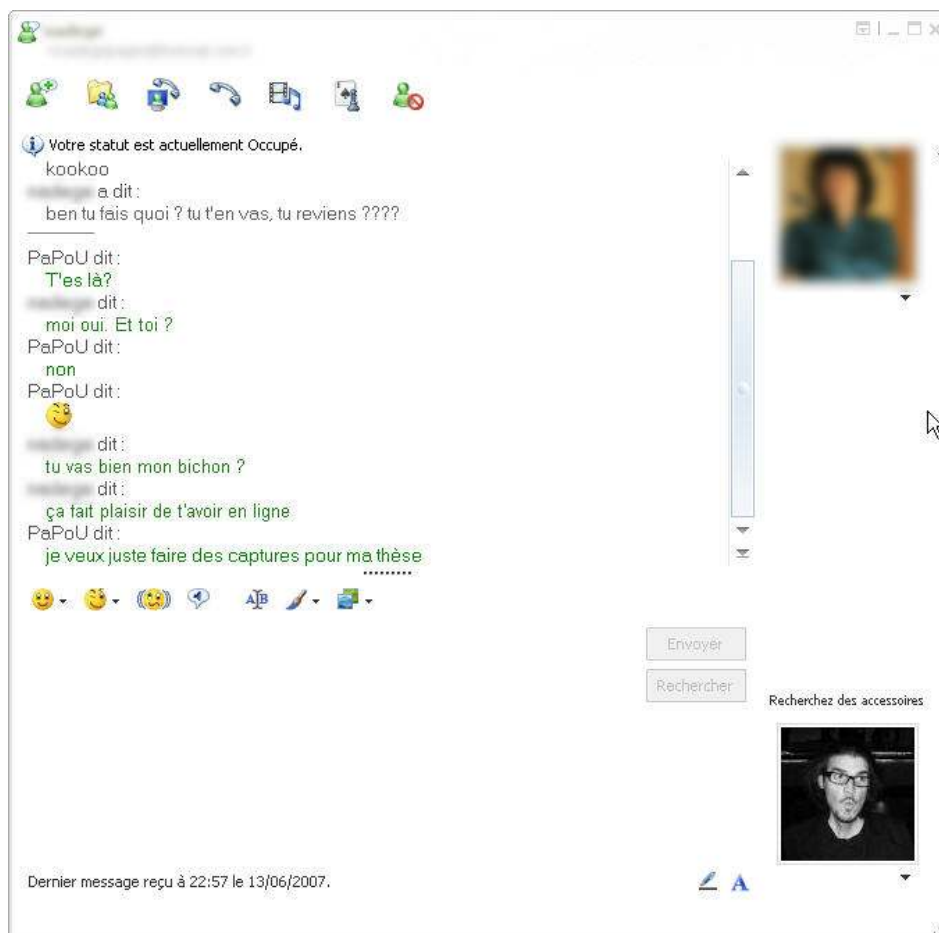 Votre statut est actuellement Occupé.
kookoo
a dit :
ben tu fais quoi ? tu t'en vas, tu reviens ????
PaPoU dit :
T'es là?
dit :
moi oui. Et toi ?
PaPoU dit :
non
PaPoU dit :
dit :
tu vas bien mon bichon ?
dit :
ça fait plaisir de t'avoir en ligne
PaPoU dit :
je veux juste faire des captures pour ma thèse
Envoyer
Rechercher
Recherchez des accessoires
Dernier message reçu à 22:57 le 13/06/2007.